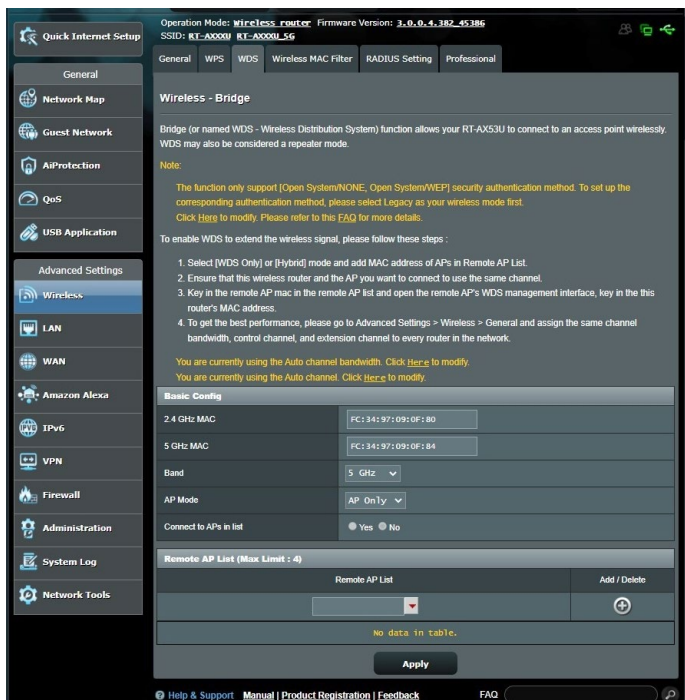 Quick Internet Setup
General
Network Map
Guest Network
AiProtection
QoS
USB Application
Advanced Settings
Wireless
LAN
WAN
Amazon Alexa
IPv6
VPN
Firewall
Administration
System Log
Network Tools
Operation Mode: Wireless router Firmware Version: 3.0.0.4.382_45386
SSID: RT-AXXXU RT-AXXXU_5G
General WPS WDS Wireless MAC Filter RADIUS Setting Professional
Wireless - Bridge
Bridge (or named WDS - Wireless Distribution System) function allows your RT-AX53U to connect to an access point wirelessly.
WDS may also be considered a repeater mode.
Note:
The function only support [Open System/NONE, Open System/WEP] security authentication method. To set up the
corresponding authentication method, please select Legacy as your wireless mode first.
Click Here to modify. Please refer to this FAQ for more details.
To enable WDS to extend the wireless signal, please follow these steps :
1. Select [WDS Only] or [Hybrid] mode and add MAC address of APs in Remote AP List.
2. Ensure that this wireless router and the AP you want to connect to use the same channel.
3. Key in the remote AP mac in the remote AP list and open the remote AP's WDS management interface, key in the this
router's MAC address.
4. To get the best performance, please go to Advanced Settings > Wireless > General and assign the same channel
bandwidth, control channel, and extension channel to every router in the network.
You are currently using the Auto channel bandwidth. Click Here to modify.
You are currently using the Auto channel. Click Here to modify.
Basic Config
2.4 GHz MAC FC:34:97:09:0F:80
5 GHz MAC FC:34:97:09:0F:84
Band 5 GHz
AP Mode AP Only
Connect to APs in list Yes No
Remote AP List (Max Limit : 4)
Remote AP List Add / Delete
No data in table.
Apply
Help & Support Manual | Product Registration | Feedback FAQ